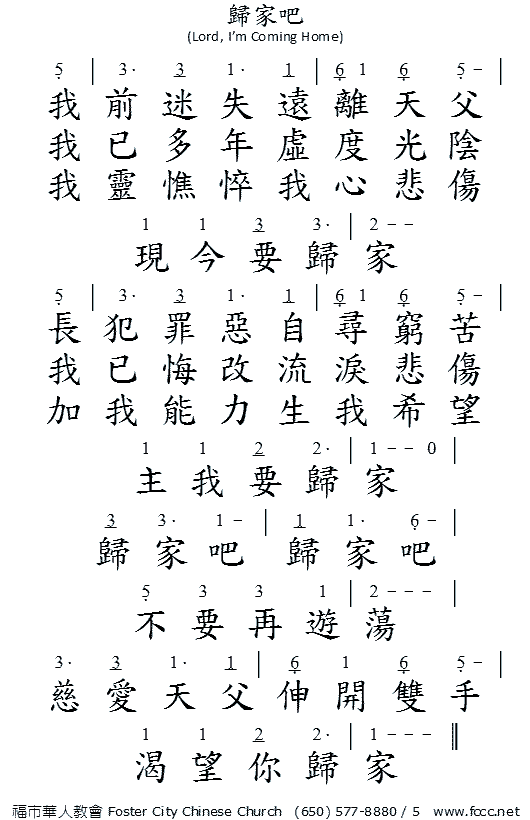 歸家吧
(Lord, I'm Coming Home)
5̣ | 3· 3̲ 1· 1̲ | 6̲̣ 1 6̲̣ 5̣ – |
我前迷失遠離天父
我已多年虛度光陰
我靈憔悴我心悲傷
1 1 3̲ 3· | 2 – –
現今要歸家
5̣ | 3· 3̲ 1· 1̲ | 6̲̣ 1 6̲̣ 5̣ – |
長犯罪惡自尋窮苦
我已悔改流淚悲傷
加我能力生我希望
1 1 2̲ 2· | 1 – – 0 |
主我要歸家
3̲ 3· 1 – | 1̲ 1· 6̣ – |
歸家吧 歸家吧
5̣ 3 3 1 | 2 – – – |
不要再遊蕩
3· 3̲ 1· 1̲ | 6̲̣ 1 6̲̣ 5̣ – |
慈愛天父伸開雙手
1 1 2̲ 2· | 1 – – – ‖
渴望你歸家
福市華人教會 Foster City Chinese Church (650) 577-8880 / 5 www.fccc.net